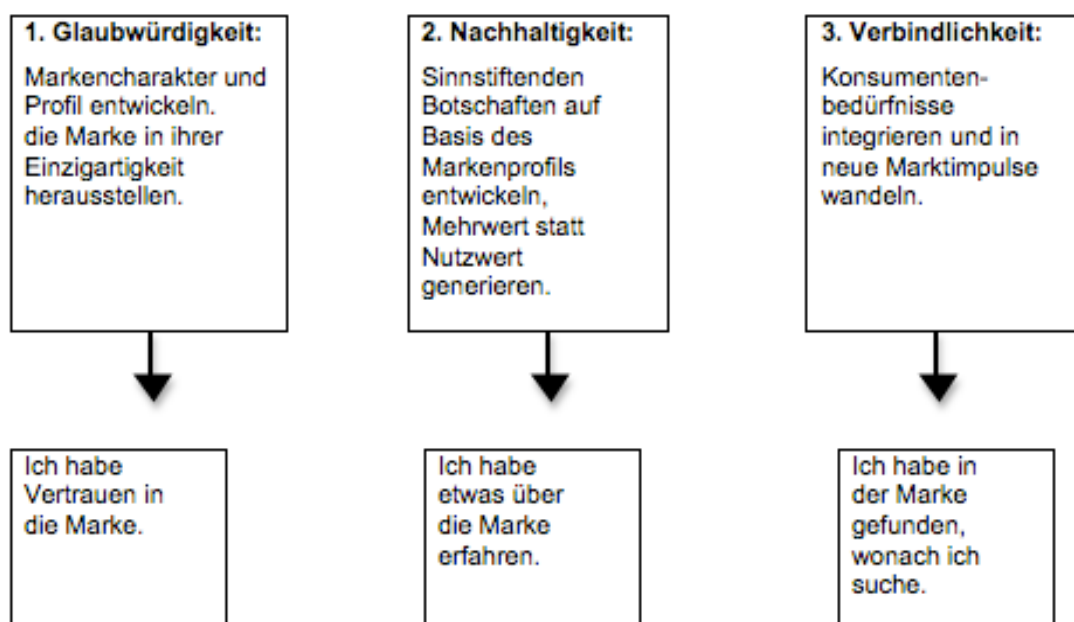 1. Glaubwürdigkeit:
Markencharakter und
Profil entwickeln.
die Marke in ihrer
Einzigartigkeit
herausstellen.
2. Nachhaltigkeit:
Sinnstiftenden
Botschaften auf
Basis des
Markenprofils
entwickeln,
Mehrwert statt
Nutzwert
generieren.
3. Verbindlichkeit:
Konsumenten-
bedürfnisse
integrieren und in
neue Marktimpulse
wandeln.
Ich habe
Vertrauen in
die Marke.
Ich habe
etwas über
die Marke
erfahren.
Ich habe in
der Marke
gefunden,
wonach ich
suche.